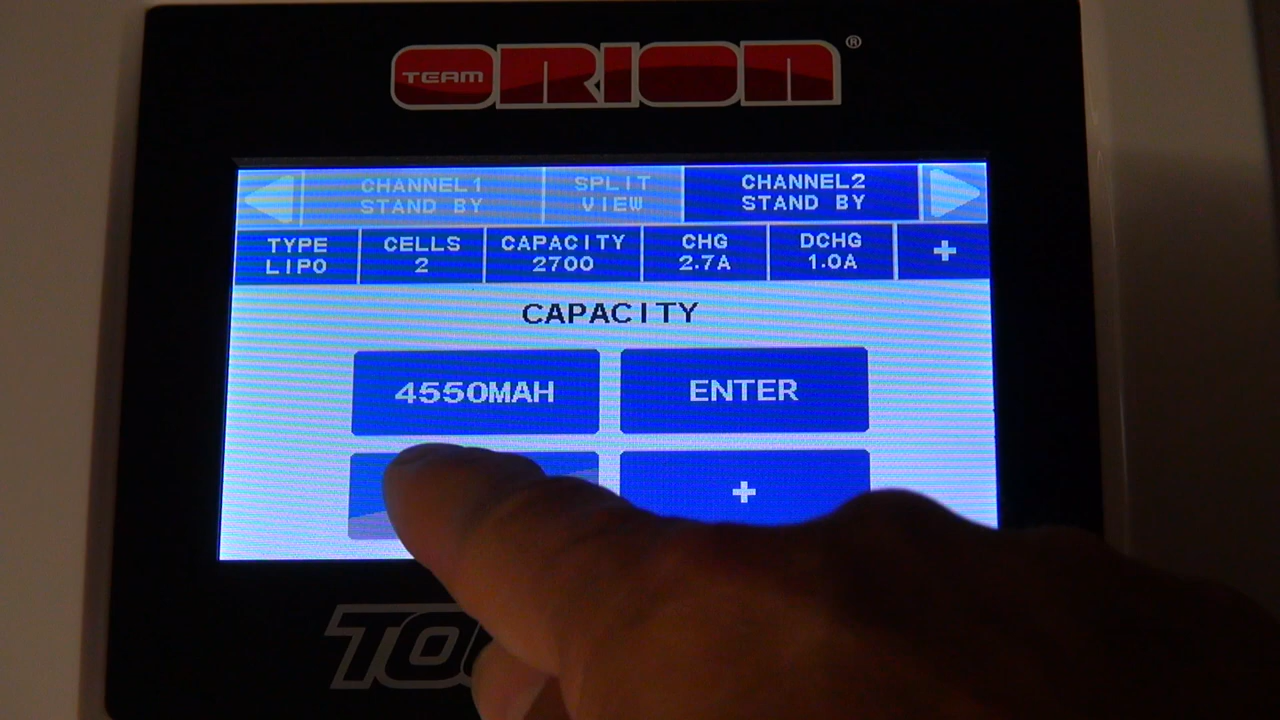 TEAM ORION ®
CHANNEL1 STAND BY
SPLIT VIEW
CHANNEL2 STAND BY
TYPE LIPO
CELLS 2
CAPACITY 2700
CHG 2.7A
DCHG 1.0A
+
CAPACITY
4550MAH
ENTER
+
TO